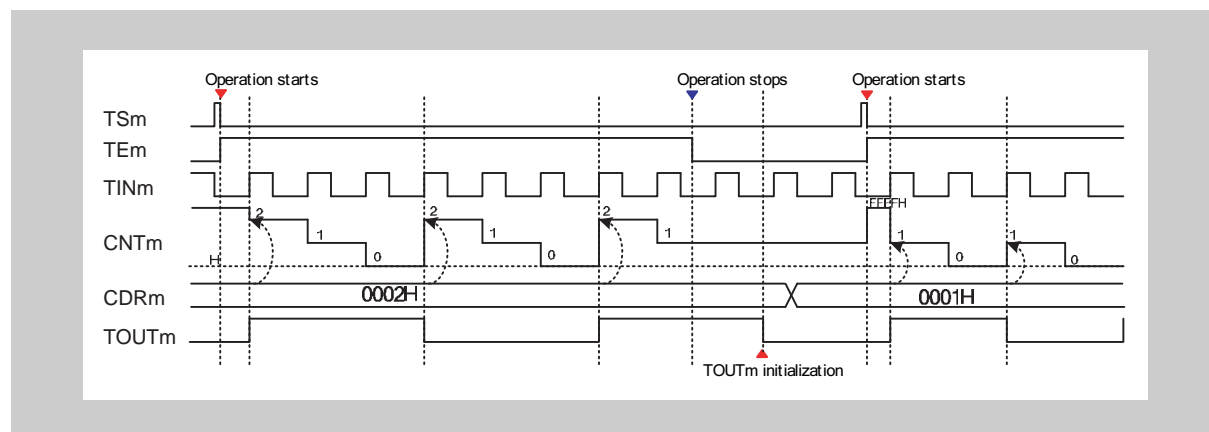 Operation starts Operation stops Operation starts
TSm
TEm
TINm
FFFFH
CNTm
2 1 0 2 1 0 2 1 1 0 1 0
H
CDRm 0002H 0001H
TOUTm
TOUTm initialization